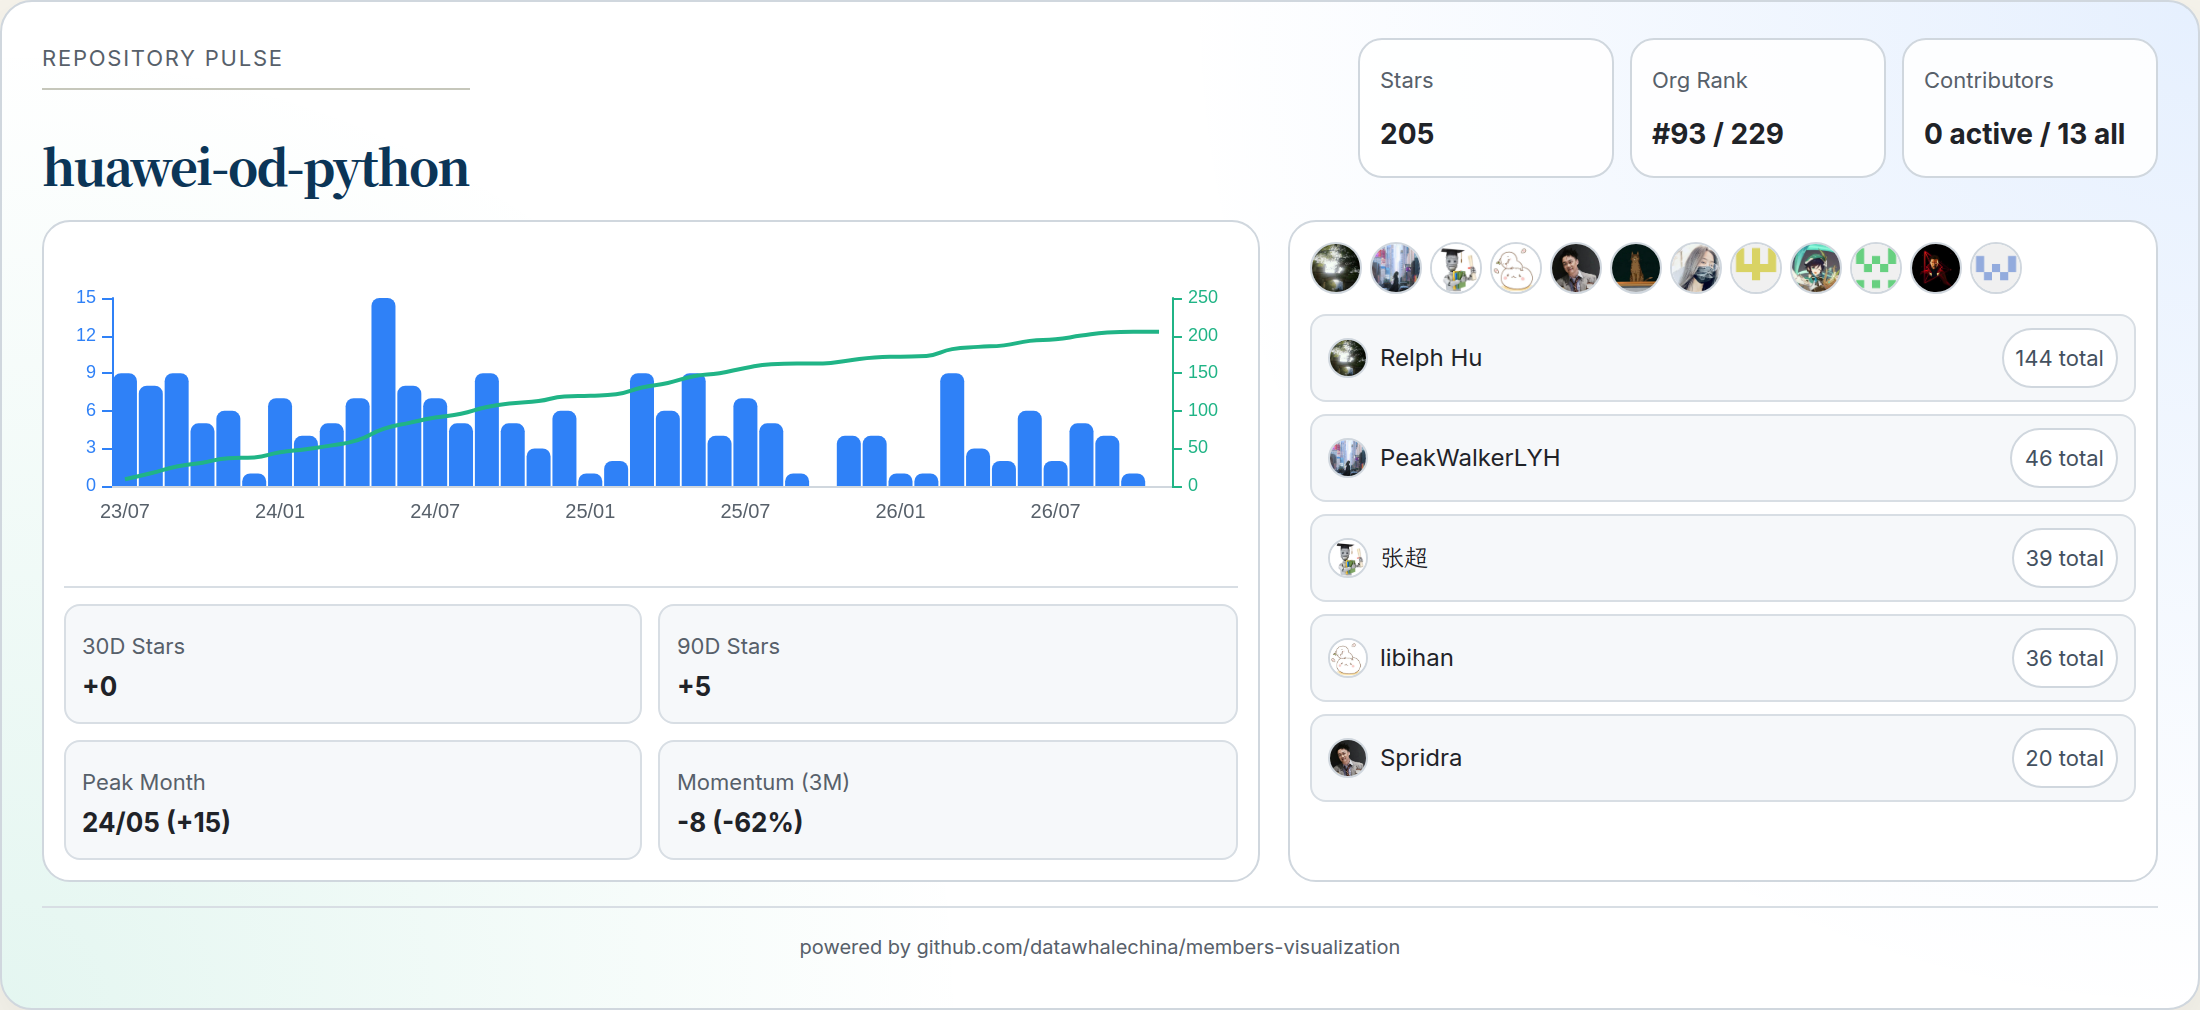 REPOSITORY PULSE
huawei-od-python
Stars
205
Org Rank
#93 / 229
Contributors
0 active / 13 all
15
12
9
6
3
0
250
200
150
100
50
0
23/07
24/01
24/07
25/01
25/07
26/01
26/07
30D Stars
+0
90D Stars
+5
Peak Month
24/05 (+15)
Momentum (3M)
-8 (-62%)
Relph Hu
144 total
PeakWalkerLYH
46 total
张超
39 total
libihan
36 total
Spridra
20 total
powered by github.com/datawhalechina/members-visualization